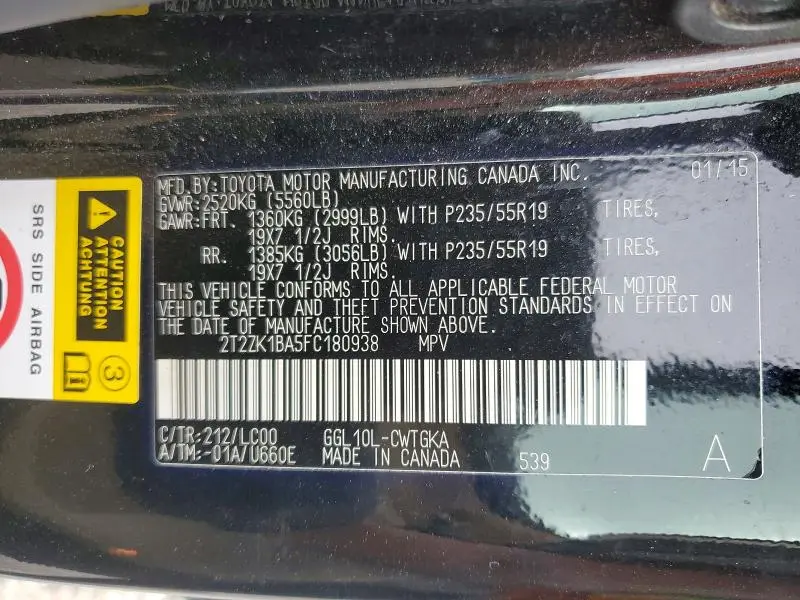 MFD.BY:TOYOTA MOTOR MANUFACTURING CANADA INC. 01/15
GVWR:2520KG (5560LB)
GAWR:FRT. 1360KG (2999LB) WITH P235/55R19 TIRES,
19X7 1/2J RIMS.
RR. 1385KG (3056LB) WITH P235/55R19 TIRES,
19X7 1/2J RIMS.
THIS VEHICLE CONFORMS TO ALL APPLICABLE FEDERAL MOTOR
VEHICLE SAFETY AND THEFT PREVENTION STANDARDS IN EFFECT ON
THE DATE OF MANUFACTURE SHOWN ABOVE.
2T2ZK1BA5FC180938 MPV
C/TR:212/LC00 GGL10L-CWTGKA
A/TM:-01A/U660E MADE IN CANADA 539 A
SRS SIDE AIRBAG
CAUTION
ATTENTION
ACHTUNG
3